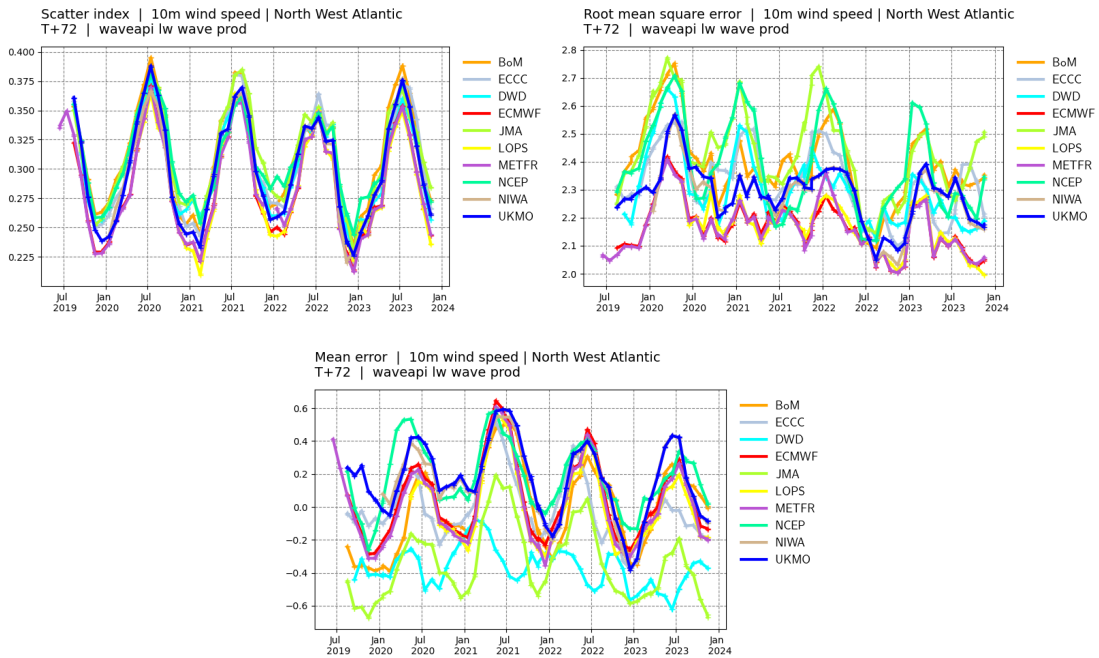 Scatter index | 10m wind speed | North West Atlantic
T+72 | waveapi lw wave prod
0.400
0.375
0.350
0.325
0.300
0.275
0.250
0.225
Jul 2019
Jan 2020
Jul 2020
Jan 2021
Jul 2021
Jan 2022
Jul 2022
Jan 2023
Jul 2023
Jan 2024
BoM
ECCC
DWD
ECMWF
JMA
LOPS
METFR
NCEP
NIWA
UKMO
Root mean square error | 10m wind speed | North West Atlantic
T+72 | waveapi lw wave prod
2.8
2.7
2.6
2.5
2.4
2.3
2.2
2.1
2.0
Jul 2019
Jan 2020
Jul 2020
Jan 2021
Jul 2021
Jan 2022
Jul 2022
Jan 2023
Jul 2023
Jan 2024
BoM
ECCC
DWD
ECMWF
JMA
LOPS
METFR
NCEP
NIWA
UKMO
Mean error | 10m wind speed | North West Atlantic
T+72 | waveapi lw wave prod
0.6
0.4
0.2
0.0
−0.2
−0.4
−0.6
Jul 2019
Jan 2020
Jul 2020
Jan 2021
Jul 2021
Jan 2022
Jul 2022
Jan 2023
Jul 2023
Jan 2024
BoM
ECCC
DWD
ECMWF
JMA
LOPS
METFR
NCEP
NIWA
UKMO